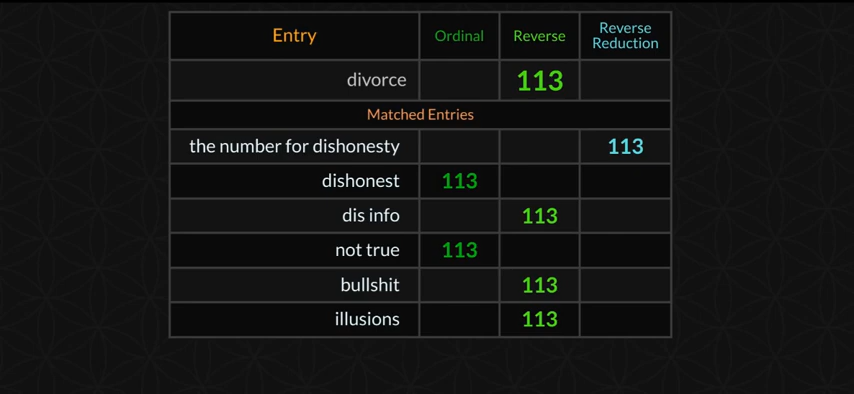 Entry Ordinal Reverse Reverse Reduction
divorce 113
Matched Entries
the number for dishonesty 113
dishonest 113
dis info 113
not true 113
bullshit 113
illusions 113